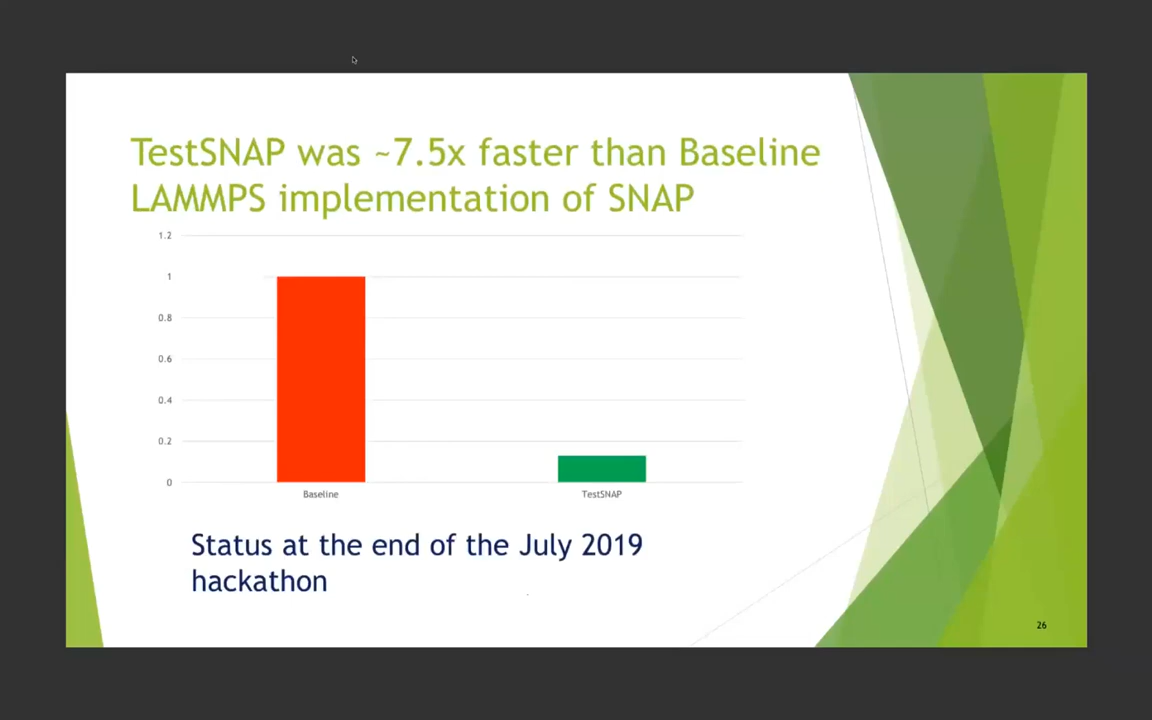 TestSNAP was ~7.5x faster than Baseline
LAMMPS implementation of SNAP
1.2
1
0.8
0.6
0.4
0.2
0
Baseline
TestSNAP
Status at the end of the July 2019
hackathon
26